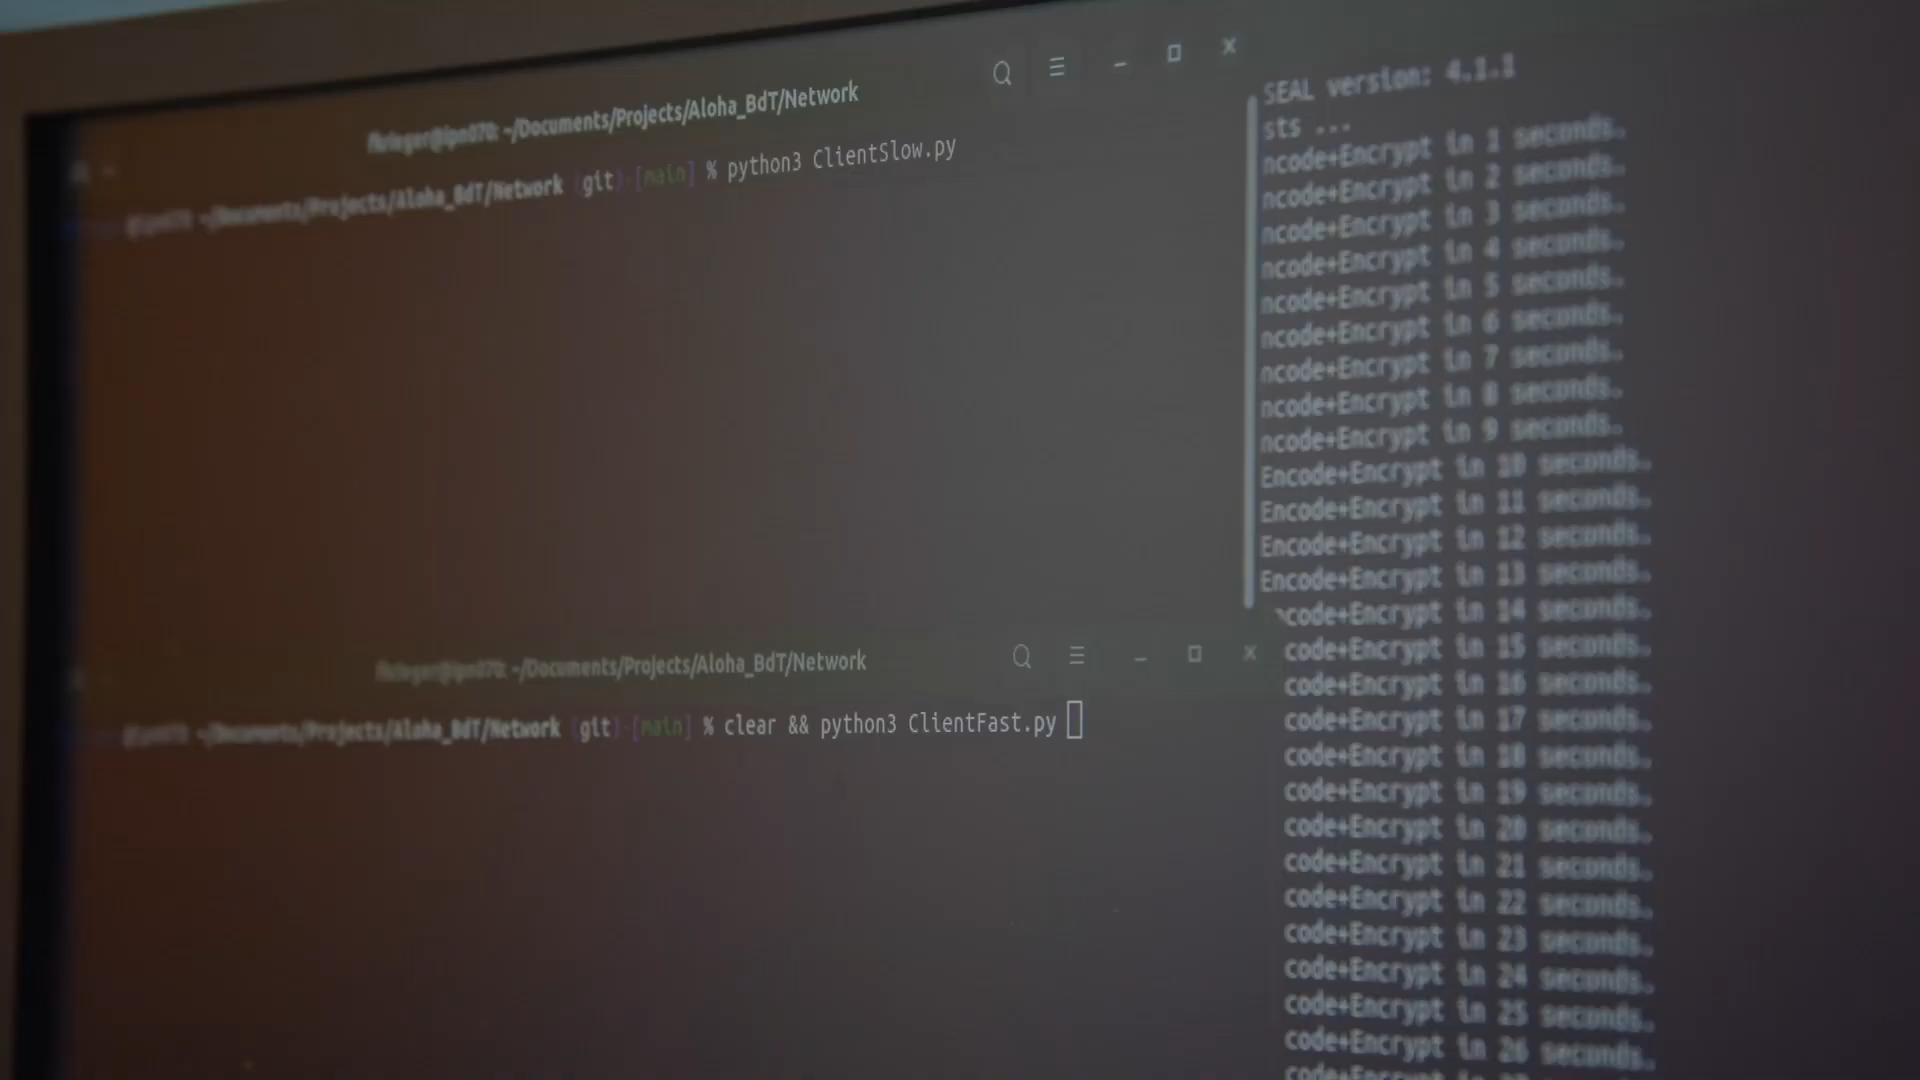 ~/Documents/Projects/Aloha_BdT/Network
~/Documents/Projects/Aloha_BdT/Network (git)-[main] % python3 ClientSlow.py
~/Documents/Projects/Aloha_BdT/Network
~/Documents/Projects/Aloha_BdT/Network (git)-[main] % clear && python3 ClientFast.py
SEAL version: 4.1.1
sts ...
ncode+Encrypt in 1 seconds.
ncode+Encrypt in 2 seconds.
ncode+Encrypt in 3 seconds.
ncode+Encrypt in 4 seconds.
ncode+Encrypt in 5 seconds.
ncode+Encrypt in 6 seconds.
ncode+Encrypt in 7 seconds.
ncode+Encrypt in 8 seconds.
ncode+Encrypt in 9 seconds.
Encode+Encrypt in 10 seconds.
Encode+Encrypt in 11 seconds.
Encode+Encrypt in 12 seconds.
Encode+Encrypt in 13 seconds.
code+Encrypt in 14 seconds.
code+Encrypt in 15 seconds.
code+Encrypt in 16 seconds.
code+Encrypt in 17 seconds.
code+Encrypt in 18 seconds.
code+Encrypt in 19 seconds.
code+Encrypt in 20 seconds.
code+Encrypt in 21 seconds.
code+Encrypt in 22 seconds.
code+Encrypt in 23 seconds.
code+Encrypt in 24 seconds.
code+Encrypt in 25 seconds.
code+Encrypt in 26 seconds.